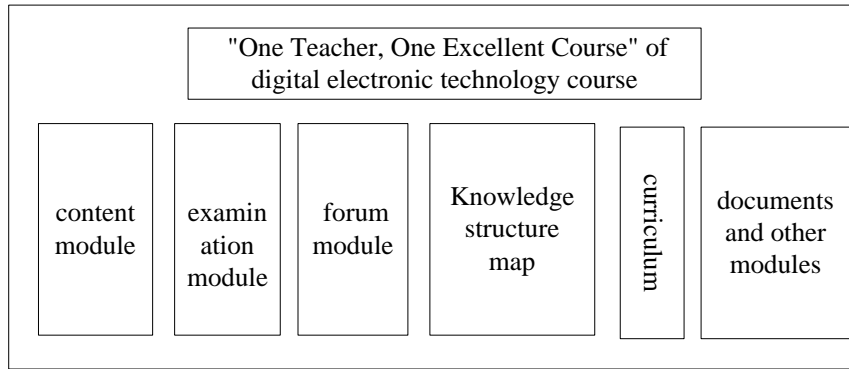 "One Teacher, One Excellent Course" of
digital electronic technology course
content
module
examin
ation
module
forum
module
Knowledge
structure
map
curriculum
documents
and other
modules